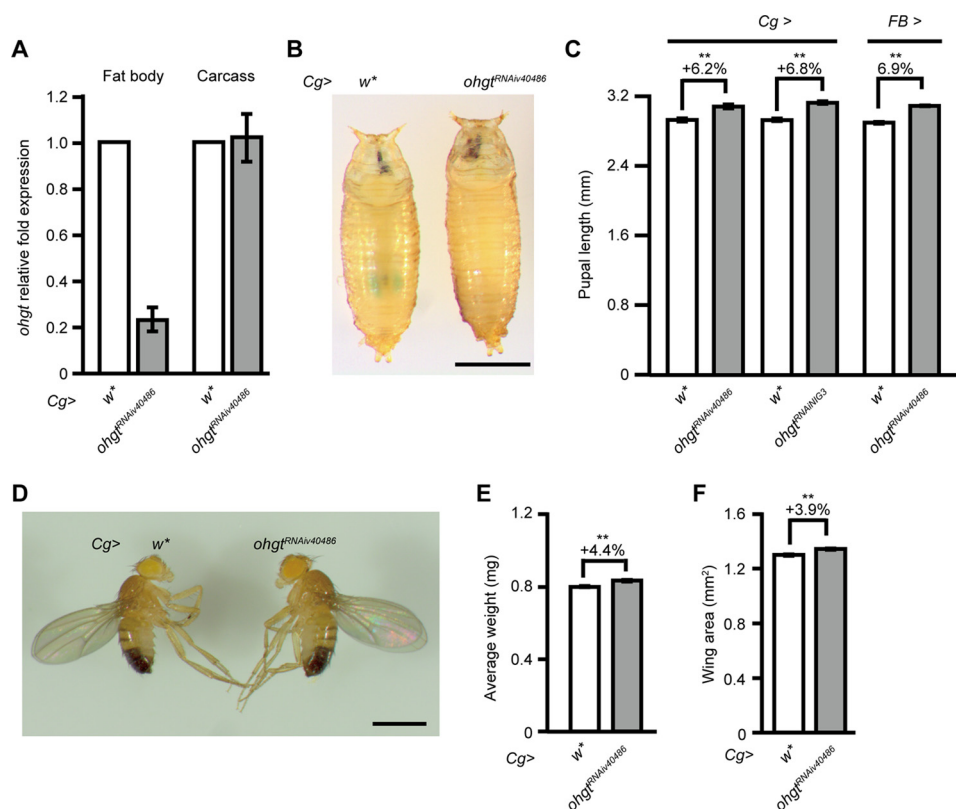 A
Fat body Carcass
ohgt relative fold expression
1.2
1.0
0.8
0.6
0.4
0.2
0
Cg>
w*
ohgtRNAiv40486
w*
ohgtRNAiv40486
B
Cg> w* ohgtRNAiv40486
C
Cg >
FB >
**
+6.2%
**
+6.8%
**
6.9%
Pupal length (mm)
3.2
2.4
1.6
0.8
0
w*
ohgtRNAiv40486
w*
ohgtRNAiNIG3
w*
ohgtRNAiv40486
D
Cg> w* ohgtRNAiv40486
E
**
+4.4%
Average weight (mg)
1.2
0.8
0.4
0
Cg>
w*
ohgtRNAiv40486
F
**
+3.9%
Wing area (mm²)
1.6
1.2
1.6
1.4
0
Cg>
w*
ohgtRNAiv40486